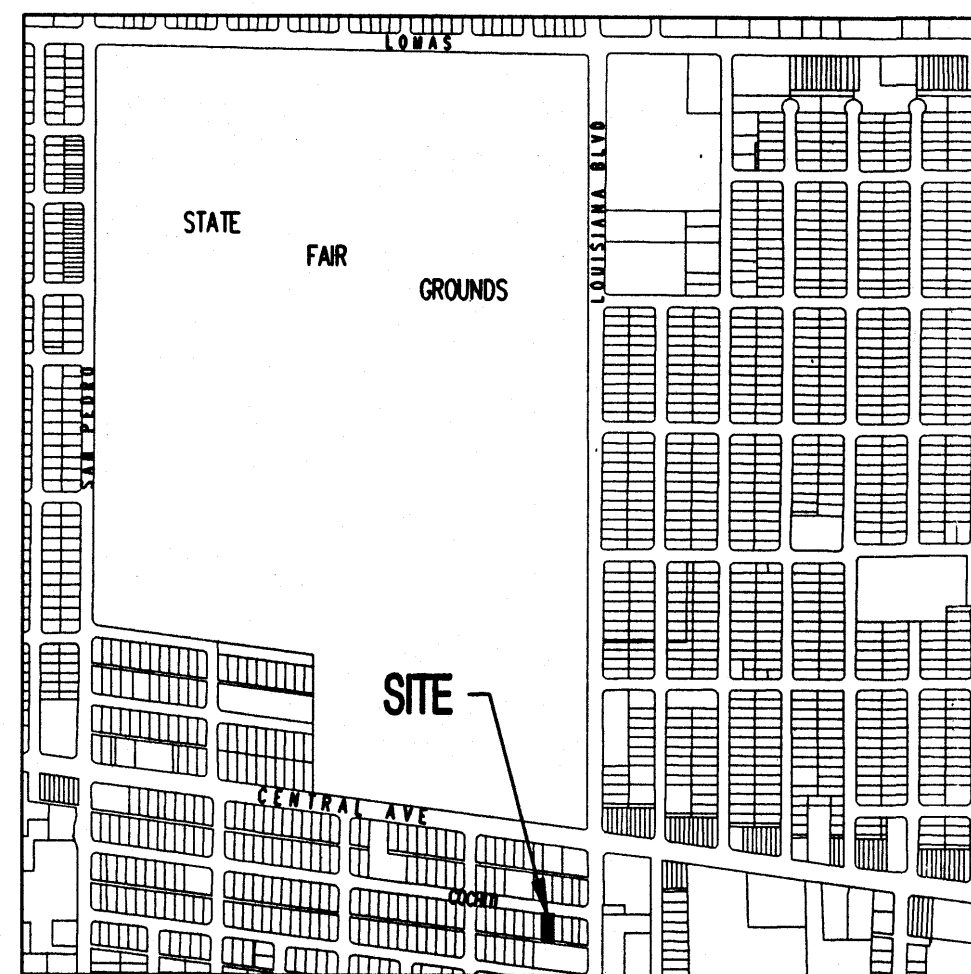 LOMAS
LOUISIANA BLVD
STATE
FAIR
GROUNDS
SAN PEDRO
SITE
CENTRAL AVE
COCHITI